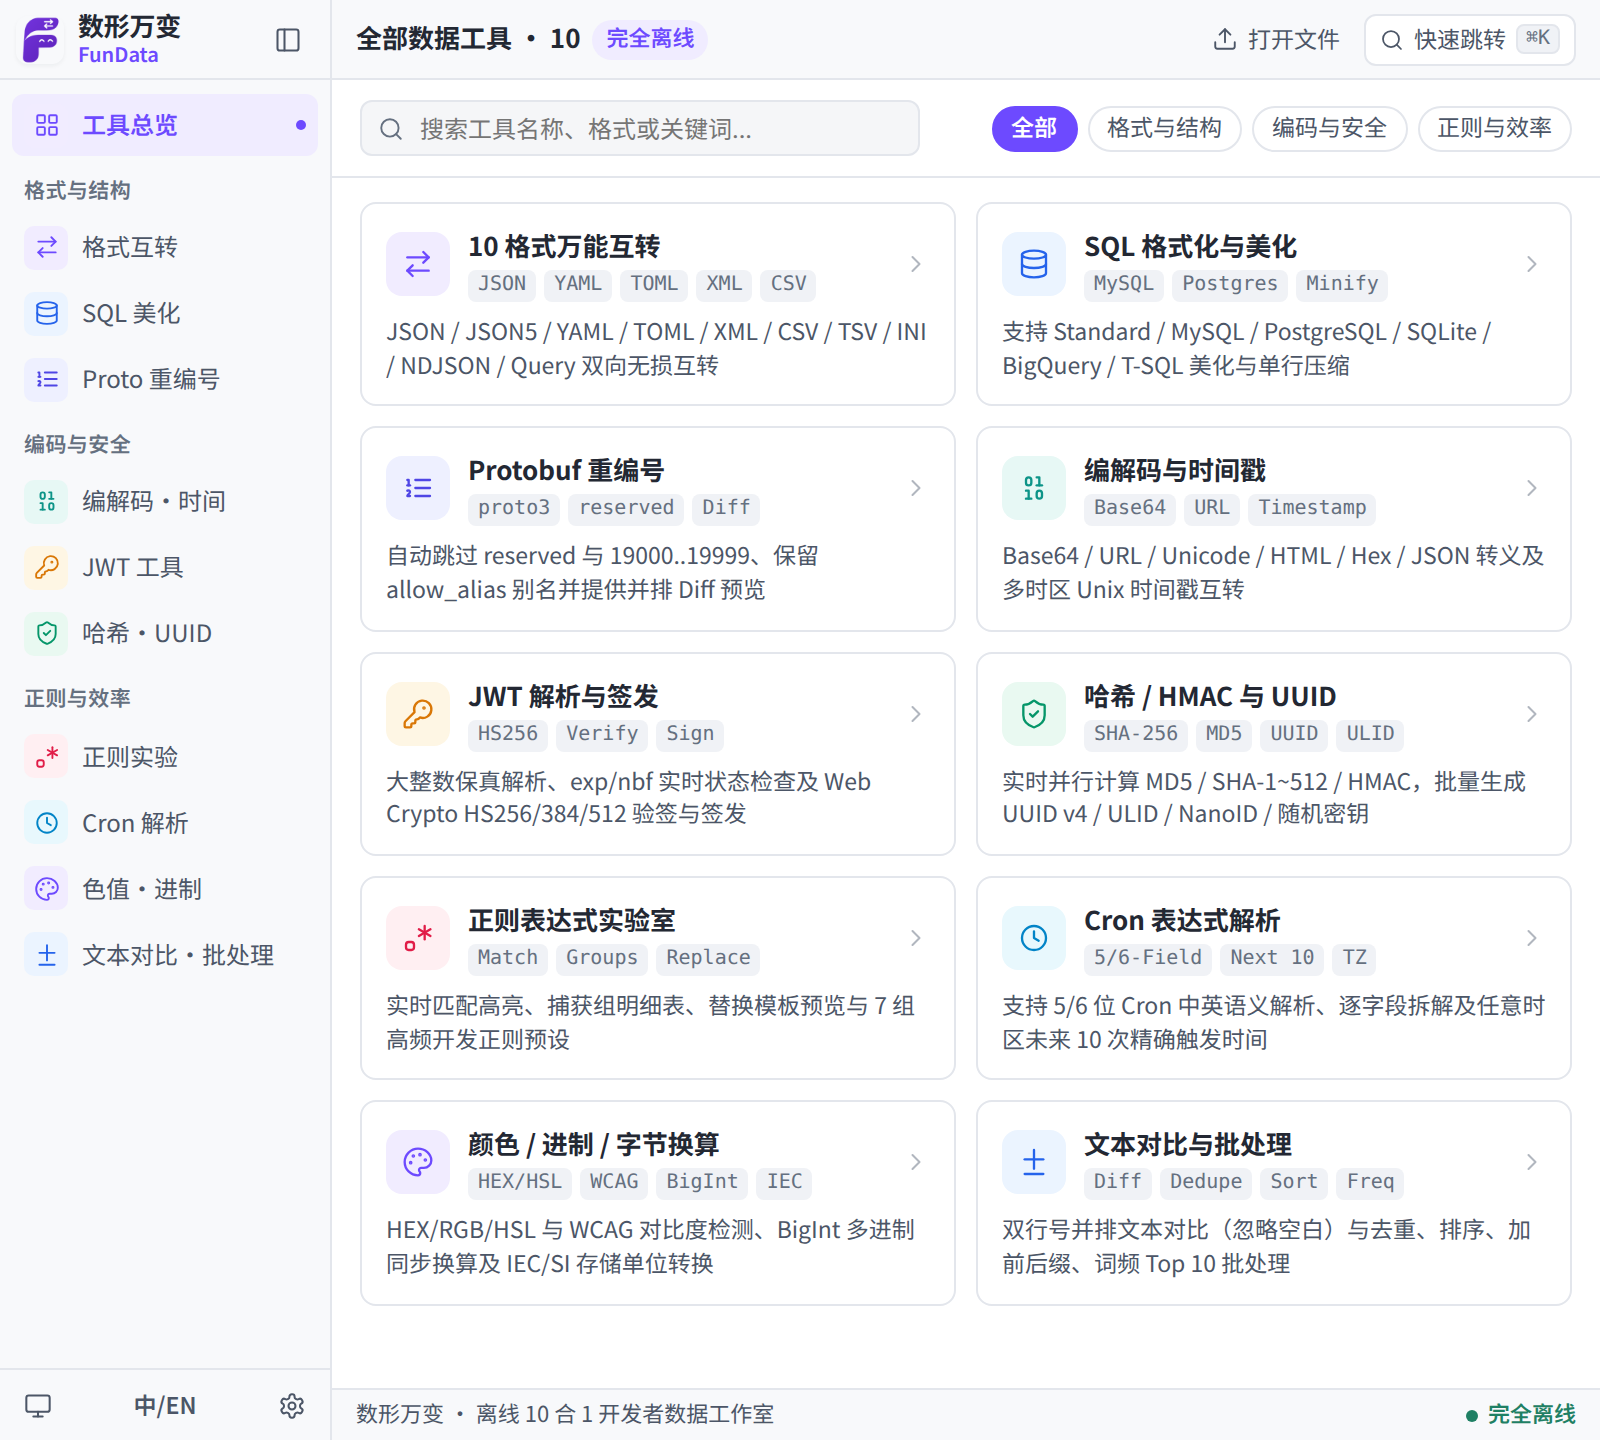 数形万变
FunData
全部数据工具 • 10
完全离线
打开文件
快速跳转 ⌘K
工具总览
格式与结构
格式互转
SQL 美化
Proto 重编号
编码与安全
编解码・时间
JWT 工具
哈希・UUID
正则与效率
正则实验
Cron 解析
色值・进制
文本对比・批处理
中/EN
搜索工具名称、格式或关键词...
全部 格式与结构 编码与安全 正则与效率
10 格式万能互转
JSON YAML TOML XML CSV
JSON / JSON5 / YAML / TOML / XML / CSV / TSV / INI
/ NDJSON / Query 双向无损互转
SQL 格式化与美化
MySQL Postgres Minify
支持 Standard / MySQL / PostgreSQL / SQLite /
BigQuery / T-SQL 美化与单行压缩
Protobuf 重编号
proto3 reserved Diff
自动跳过 reserved 与 19000..19999、保留
allow_alias 别名并提供并排 Diff 预览
编解码与时间戳
Base64 URL Timestamp
Base64 / URL / Unicode / HTML / Hex / JSON 转义及
多时区 Unix 时间戳互转
JWT 解析与签发
HS256 Verify Sign
大整数保真解析、exp/nbf 实时状态检查及 Web
Crypto HS256/384/512 验签与签发
哈希 / HMAC 与 UUID
SHA-256 MD5 UUID ULID
实时并行计算 MD5 / SHA-1~512 / HMAC，批量生成
UUID v4 / ULID / NanoID / 随机密钥
正则表达式实验室
Match Groups Replace
实时匹配高亮、捕获组明细表、替换模板预览与 7 组
高频开发正则预设
Cron 表达式解析
5/6-Field Next 10 TZ
支持 5/6 位 Cron 中英语义解析、逐字段拆解及任意时
区未来 10 次精确触发时间
颜色 / 进制 / 字节换算
HEX/HSL WCAG BigInt IEC
HEX/RGB/HSL 与 WCAG 对比度检测、BigInt 多进制
同步换算及 IEC/SI 存储单位转换
文本对比与批处理
Diff Dedupe Sort Freq
双行号并排文本对比（忽略空白）与去重、排序、加
前后缀、词频 Top 10 批处理
数形万变 • 离线 10 合 1 开发者数据工作室
完全离线